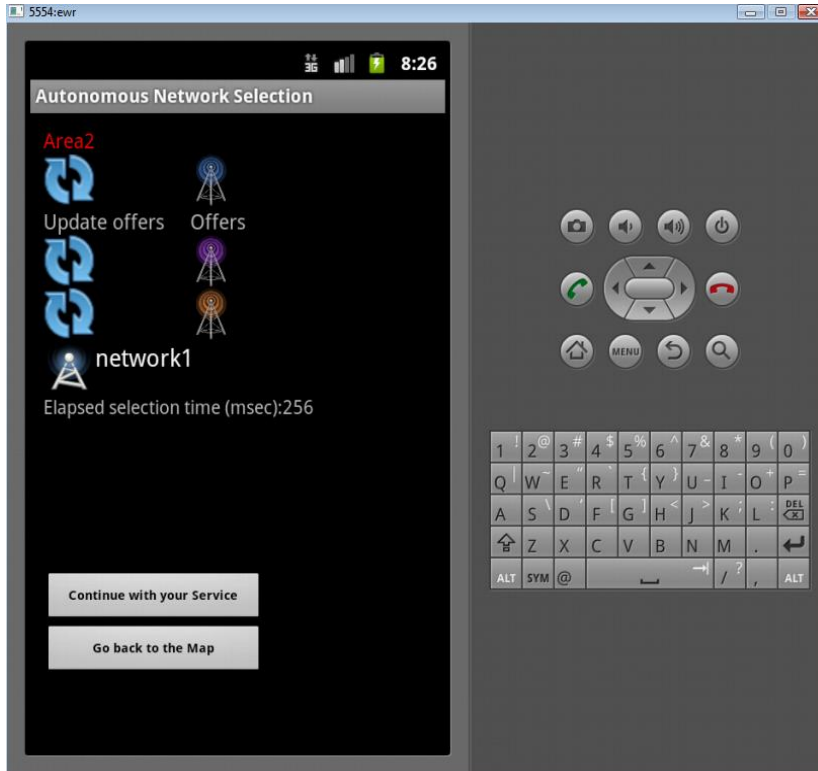 5554:ewr
3G 8:26
Autonomous Network Selection
Area2
Update offers Offers
network1
Elapsed selection time (msec):256
Continue with your Service
Go back to the Map
MENU
1 ! 2 @ 3 # 4 $ 5 % 6 ^ 7 & 8 * 9 ( 0 )
Q | W ~ E " R ` T { Y } U - I - O + P =
A S \ D ' F [ G ] H < J > K ; L : DEL
Z X C V B N M .
ALT SYM @ / ? , ALT